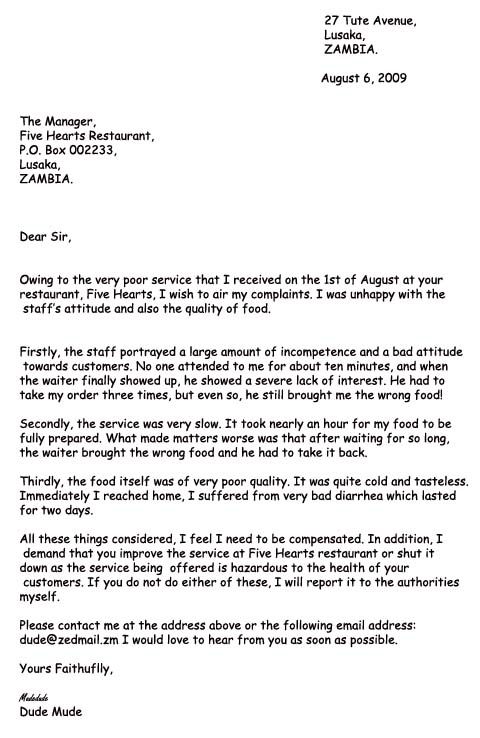 27 Tute Avenue,
Lusaka,
ZAMBIA.
August 6, 2009
The Manager,
Five Hearts Restaurant,
P.O. Box 002233,
Lusaka,
ZAMBIA.
Dear Sir,
Owing to the very poor service that I received on the 1st of August at your
restaurant, Five Hearts, I wish to air my complaints. I was unhappy with the
staff's attitude and also the quality of food.
Firstly, the staff portrayed a large amount of incompetence and a bad attitude
towards customers. No one attended to me for about ten minutes, and when
the waiter finally showed up, he showed a severe lack of interest. He had to
take my order three times, but even so, he still brought me the wrong food!
Secondly, the service was very slow. It took nearly an hour for my food to be
fully prepared. What made matters worse was that after waiting for so long,
the waiter brought the wrong food and he had to take it back.
Thirdly, the food itself was of very poor quality. It was quite cold and tasteless.
Immediately I reached home, I suffered from very bad diarrhea which lasted
for two days.
All these things considered, I feel I need to be compensated. In addition, I
demand that you improve the service at Five Hearts restaurant or shut it
down as the service being offered is hazardous to the health of your
customers. If you do not do either of these, I will report it to the authorities
myself.
Please contact me at the address above or the following email address:
dude@zedmail.zm I would love to hear from you as soon as possible.
Yours Faithuflly,
Mudedude
Dude Mude